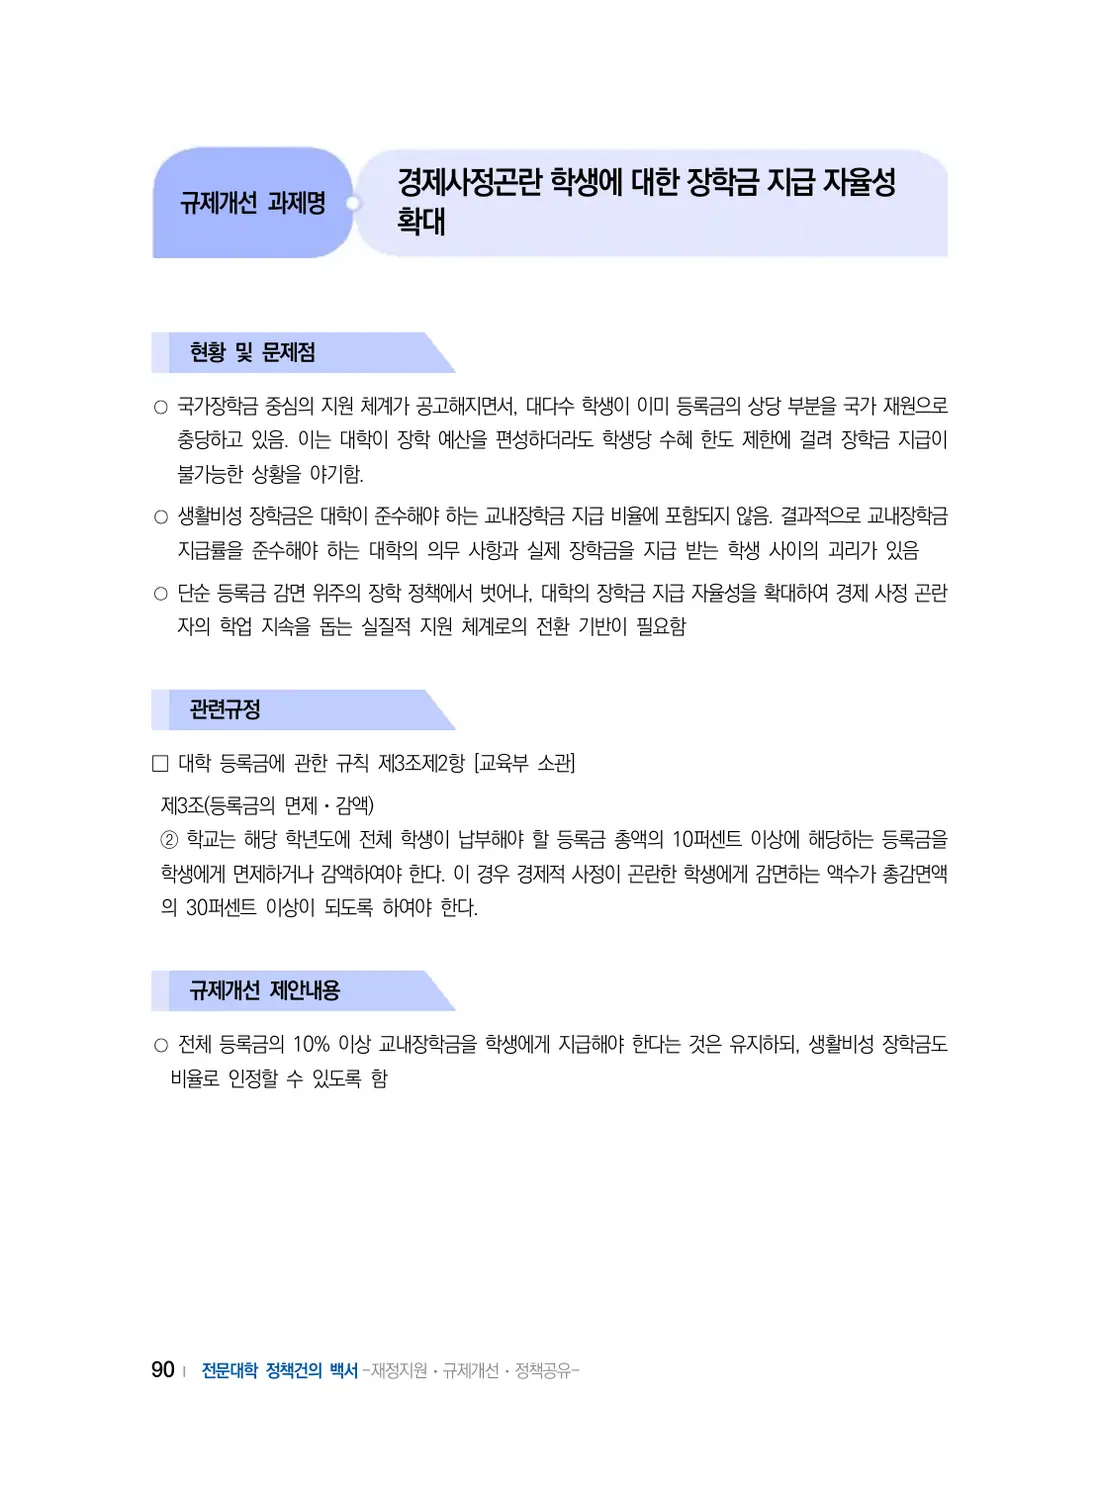 규제개선 과제명
경제사정곤란 학생에 대한 장학금 지급 자율성
확대
현황 및 문제점
○ 국가장학금 중심의 지원 체계가 공고해지면서, 대다수 학생이 이미 등록금의 상당 부분을 국가 재원으로
충당하고 있음. 이는 대학이 장학 예산을 편성하더라도 학생당 수혜 한도 제한에 걸려 장학금 지급이
불가능한 상황을 야기함.
○ 생활비성 장학금은 대학이 준수해야 하는 교내장학금 지급 비율에 포함되지 않음. 결과적으로 교내장학금
지급률을 준수해야 하는 대학의 의무 사항과 실제 장학금을 지급 받는 학생 사이의 괴리가 있음
○ 단순 등록금 감면 위주의 장학 정책에서 벗어나, 대학의 장학금 지급 자율성을 확대하여 경제 사정 곤란
자의 학업 지속을 돕는 실질적 지원 체계로의 전환 기반이 필요함
관련규정
□ 대학 등록금에 관한 규칙 제3조제2항 [교육부 소관]
제3조(등록금의 면제·감액)
② 학교는 해당 학년도에 전체 학생이 납부해야 할 등록금 총액의 10퍼센트 이상에 해당하는 등록금을
학생에게 면제하거나 감액하여야 한다. 이 경우 경제적 사정이 곤란한 학생에게 감면하는 액수가 총감면액
의 30퍼센트 이상이 되도록 하여야 한다.
규제개선 제안내용
○ 전체 등록금의 10% 이상 교내장학금을 학생에게 지급해야 한다는 것은 유지하되, 생활비성 장학금도
비율로 인정할 수 있도록 함
90 | 전문대학 정책건의 백서 -재정지원·규제개선·정책공유-